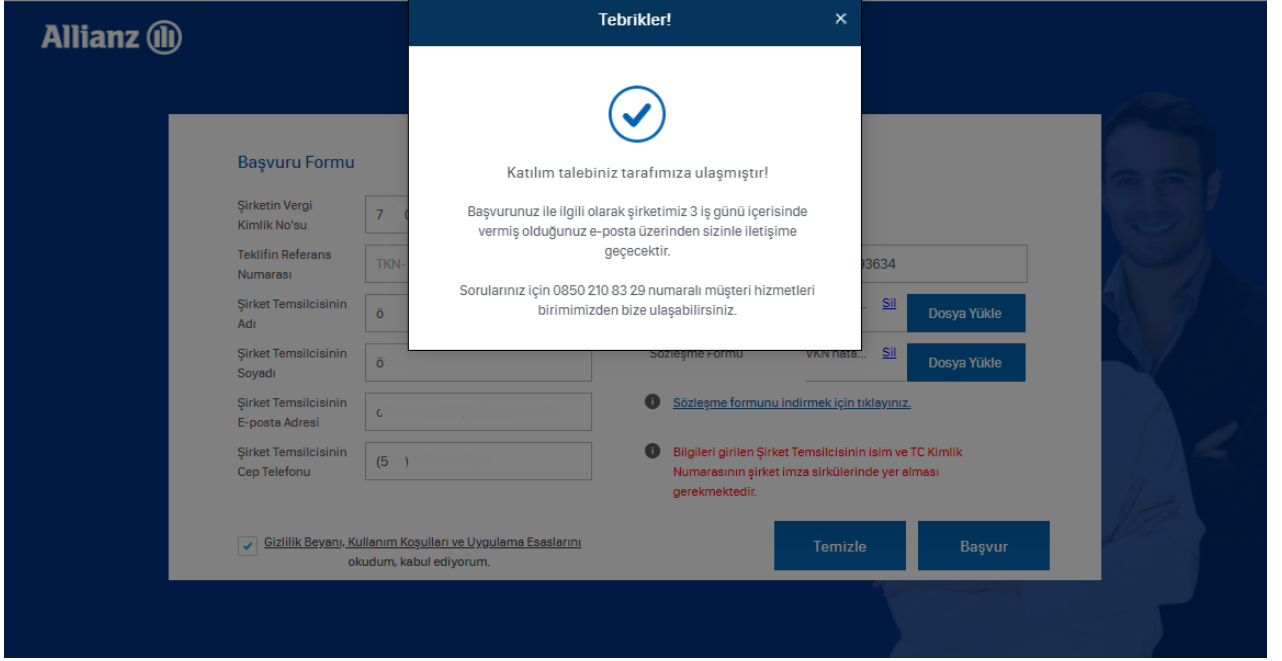 Allianz
Tebrikler!
Katılım talebiniz tarafımıza ulaşmıştır!
Başvurunuz ile ilgili olarak şirketimiz 3 iş günü içerisinde
vermiş olduğunuz e-posta üzerinden sizinle iletişime
geçecektir.
Sorularınız için 0850 210 83 29 numaralı müşteri hizmetleri
birimimizden bize ulaşabilirsiniz.
Başvuru Formu
Şirketin Vergi
Kimlik No'su
7
Teklifin Referans
Numarası
TKN-
Şirket Temsilcisinin
Adı
ö
Şirket Temsilcisinin
Soyadı
ö
Şirket Temsilcisinin
E-posta Adresi
Şirket Temsilcisinin
Cep Telefonu
(5 )
3634
... Sil Dosya Yükle
Sözleşme Formu VKN hata... Sil Dosya Yükle
Sözleşme formunu indirmek için tıklayınız.
Bilgileri girilen Şirket Temsilcisinin isim ve TC Kimlik
Numarasının şirket imza sirkülerinde yer alması
gerekmektedir.
Gizlilik Beyanı, Kullanım Koşulları ve Uygulama Esaslarını
okudum, kabul ediyorum.
Temizle Başvur